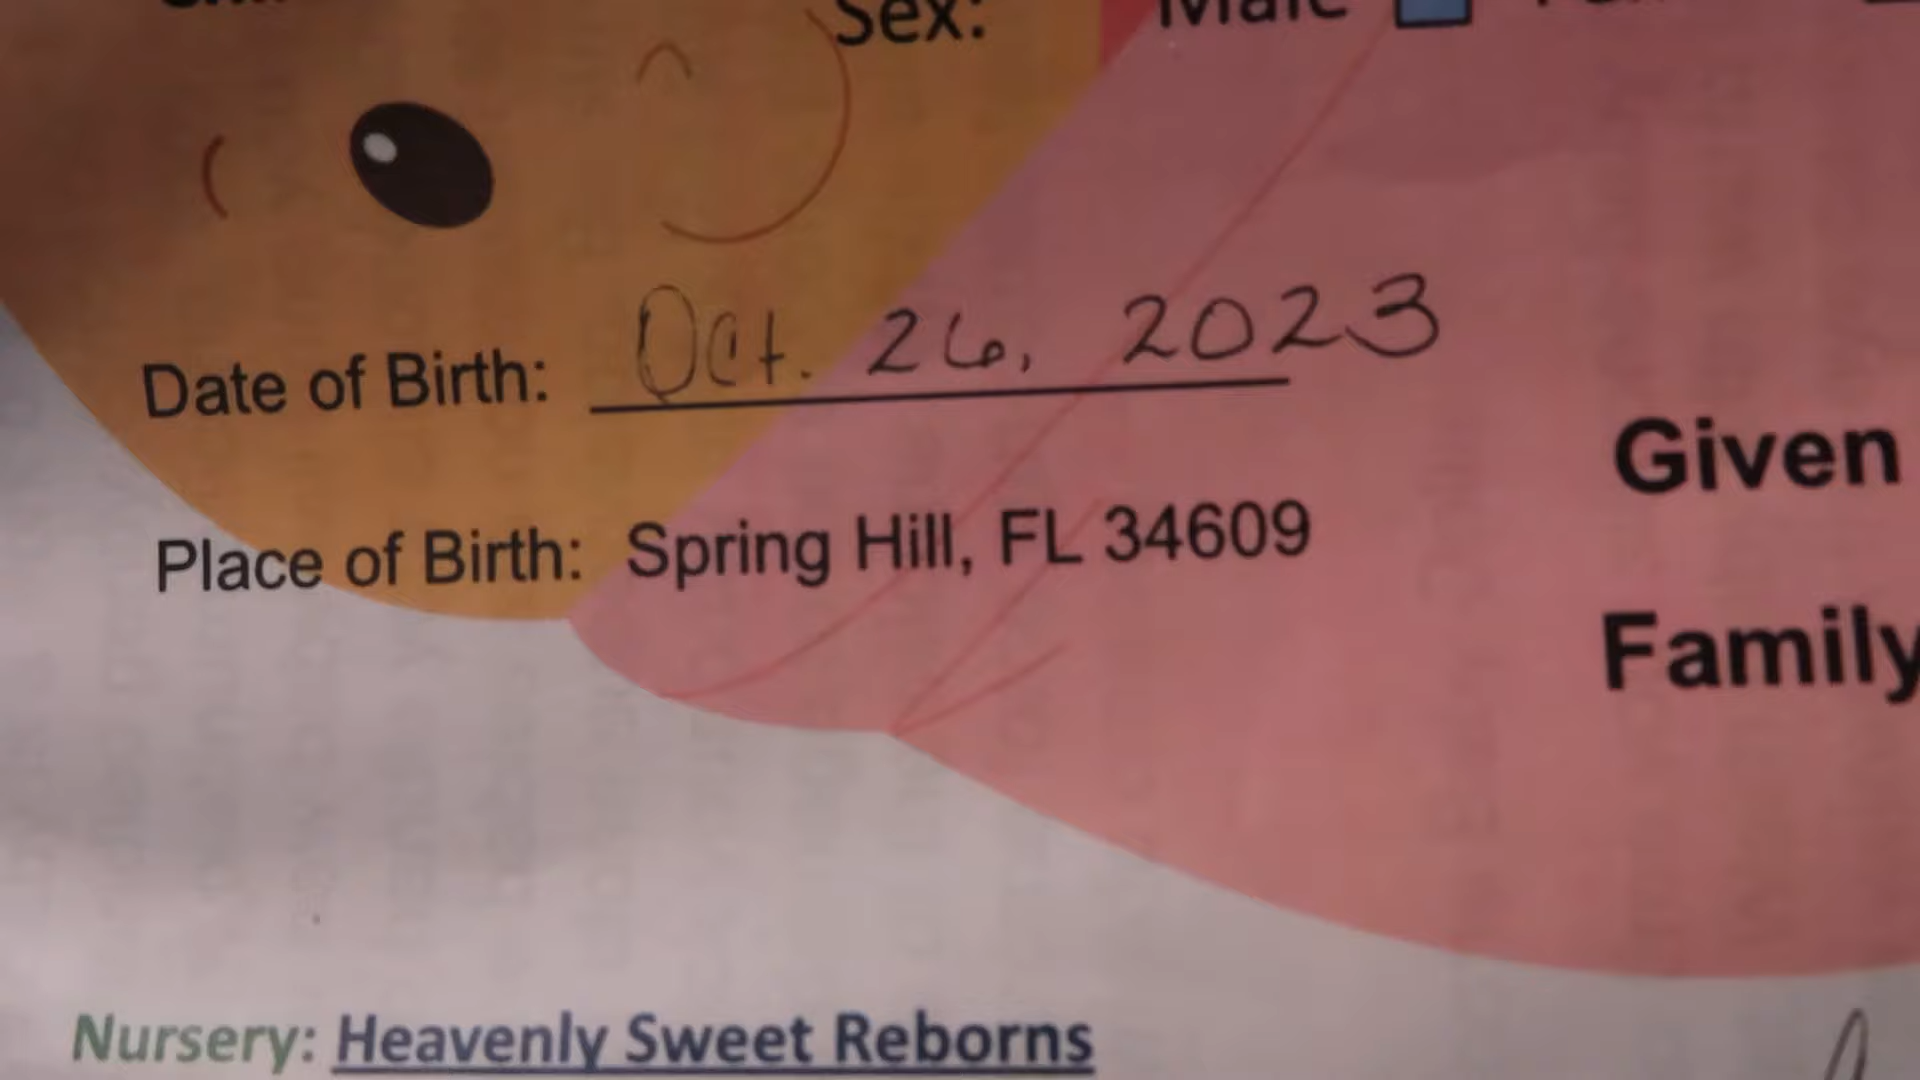 Sex: Male
Date of Birth: Oct. 26, 2023
Given
Place of Birth: Spring Hill, FL 34609
Family
Nursery: Heavenly Sweet Reborns